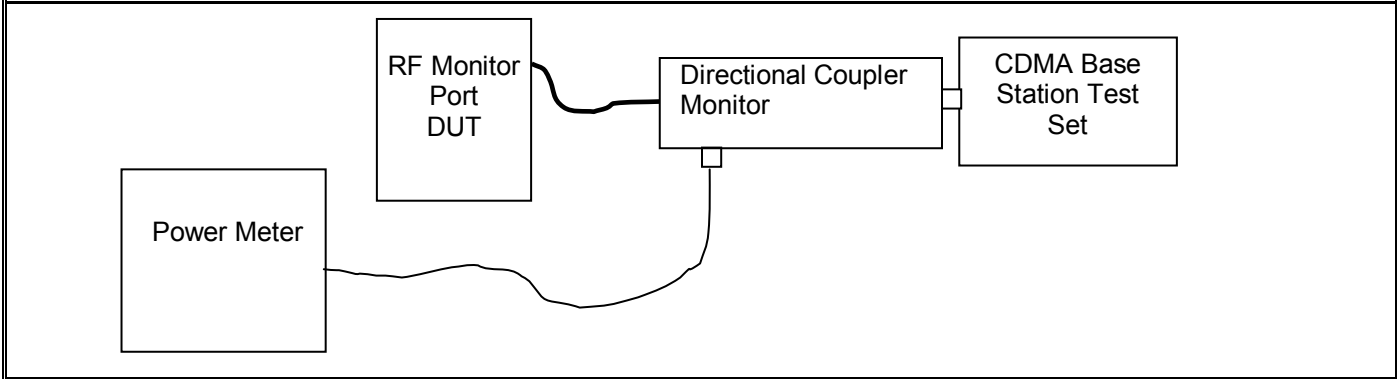 RF Monitor
Port
DUT
Directional Coupler
Monitor
CDMA Base
Station Test
Set
Power Meter